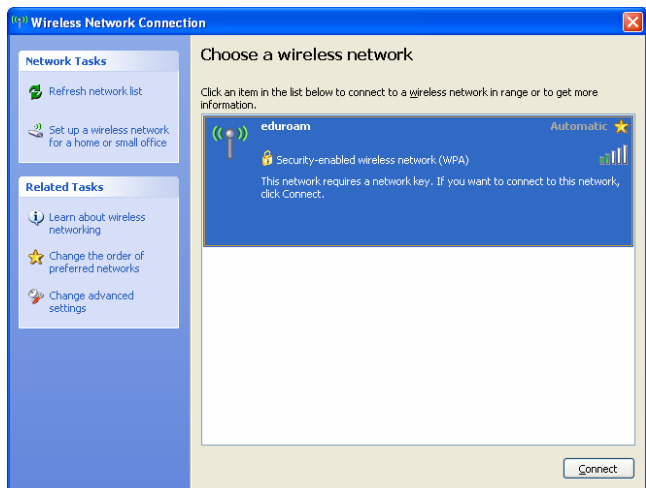 Wireless Network Connection
Network Tasks
Refresh network list
Set up a wireless network
for a home or small office
Related Tasks
Learn about wireless
networking
Change the order of
preferred networks
Change advanced
settings
Choose a wireless network
Click an item in the list below to connect to a wireless network in range or to get more
information.
eduroam Automatic
Security-enabled wireless network (WPA)
This network requires a network key. If you want to connect to this network,
click Connect.
Connect